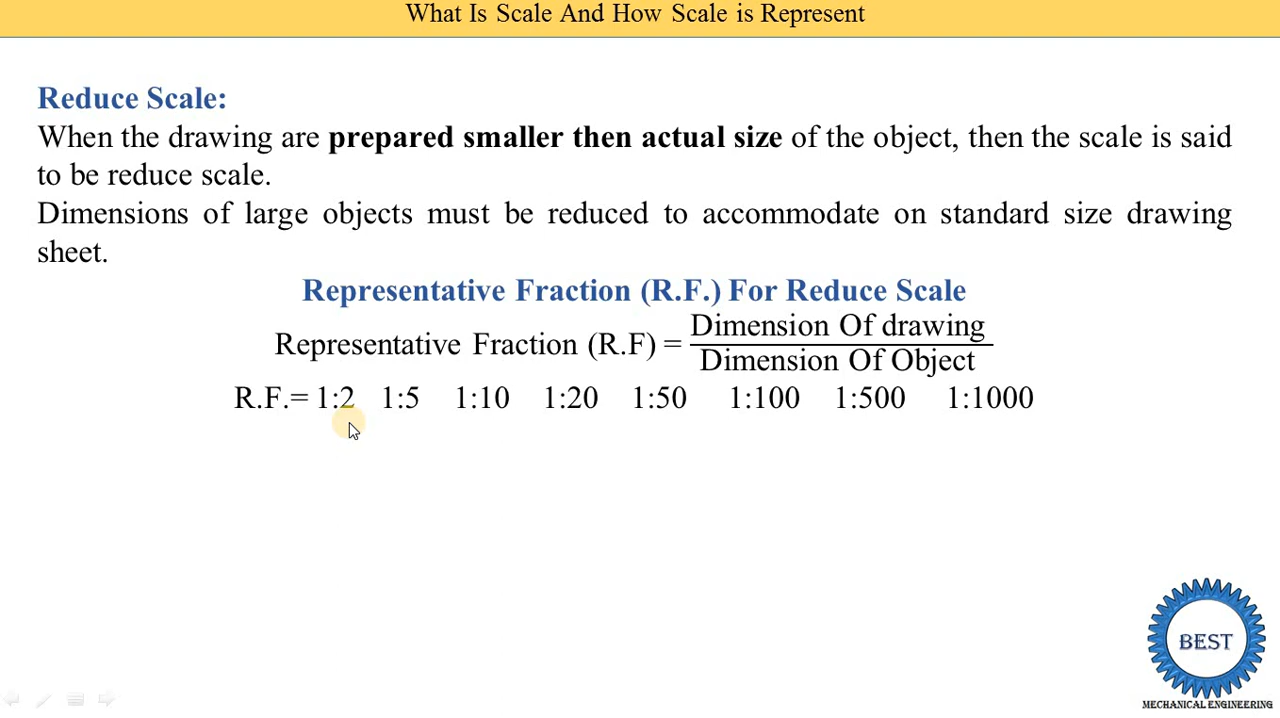 What Is Scale And How Scale is Represent
Reduce Scale:
When the drawing are prepared smaller then actual size of the object, then the scale is said
to be reduce scale.
Dimensions of large objects must be reduced to accommodate on standard size drawing
sheet.
Representative Fraction (R.F.) For Reduce Scale
Representative Fraction (R.F) = Dimension Of drawing
Dimension Of Object
R.F.= 1:2 1:5 1:10 1:20 1:50 1:100 1:500 1:1000
BEST
MECHANICAL ENGINEERING